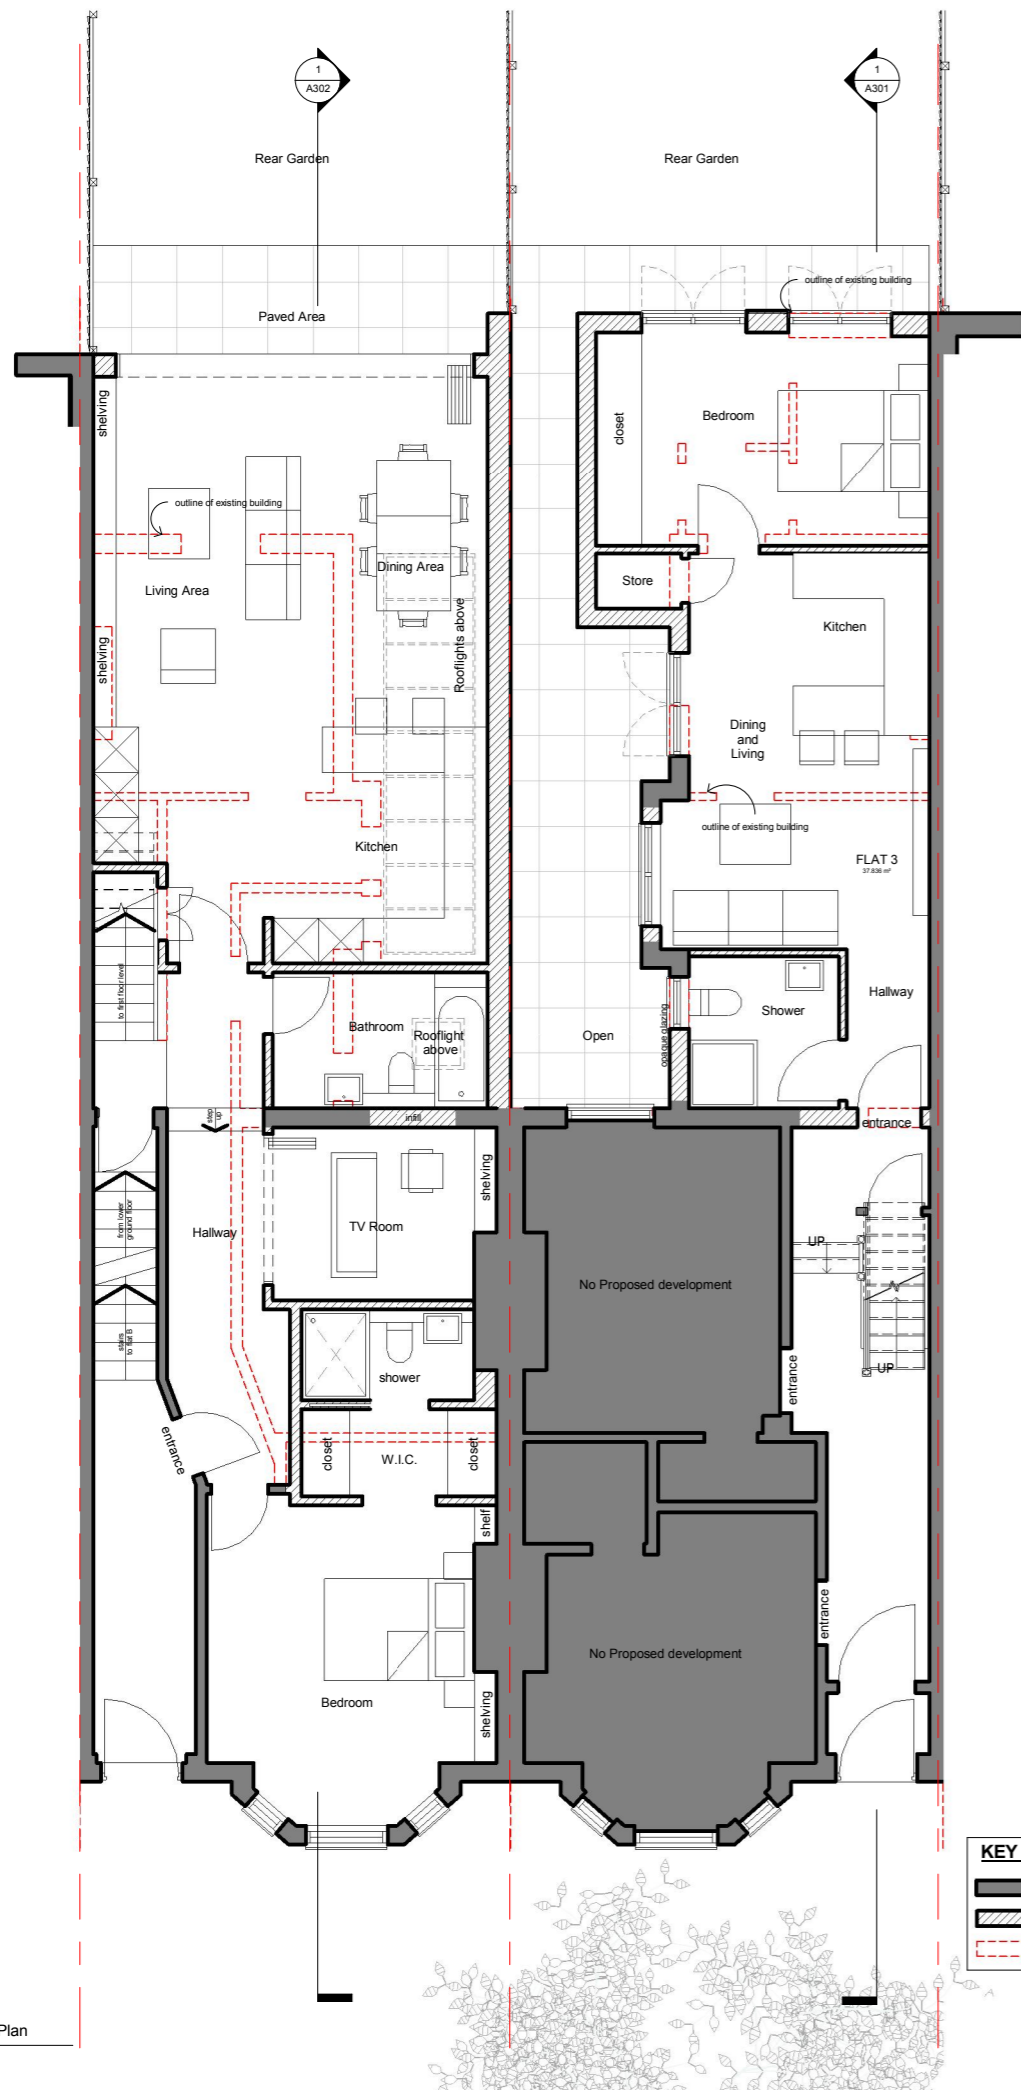 1
A302
1
A301
Rear Garden
Rear Garden
outline of existing building
Paved Area
shelving
closet
Bedroom
outline of existing building
Dining Area
Living Area
Store
Rooflights above
Kitchen
shelving
Dining
and
Living
outline of existing building
Kitchen
FLAT 3
37.836 m²
to first floor level
Hallway
Bathroom
Rooflight
above
Open
opaque glazing
Shower
step
up
infill
entrance
from lower
ground floor
Hallway
TV Room
shelving
UP
No Proposed development
stairs
to flat B
UP
shower
entrance
entrance
closet
W.I.C.
closet
shelf
entrance
No Proposed development
Bedroom
shelving
KEY
Plan